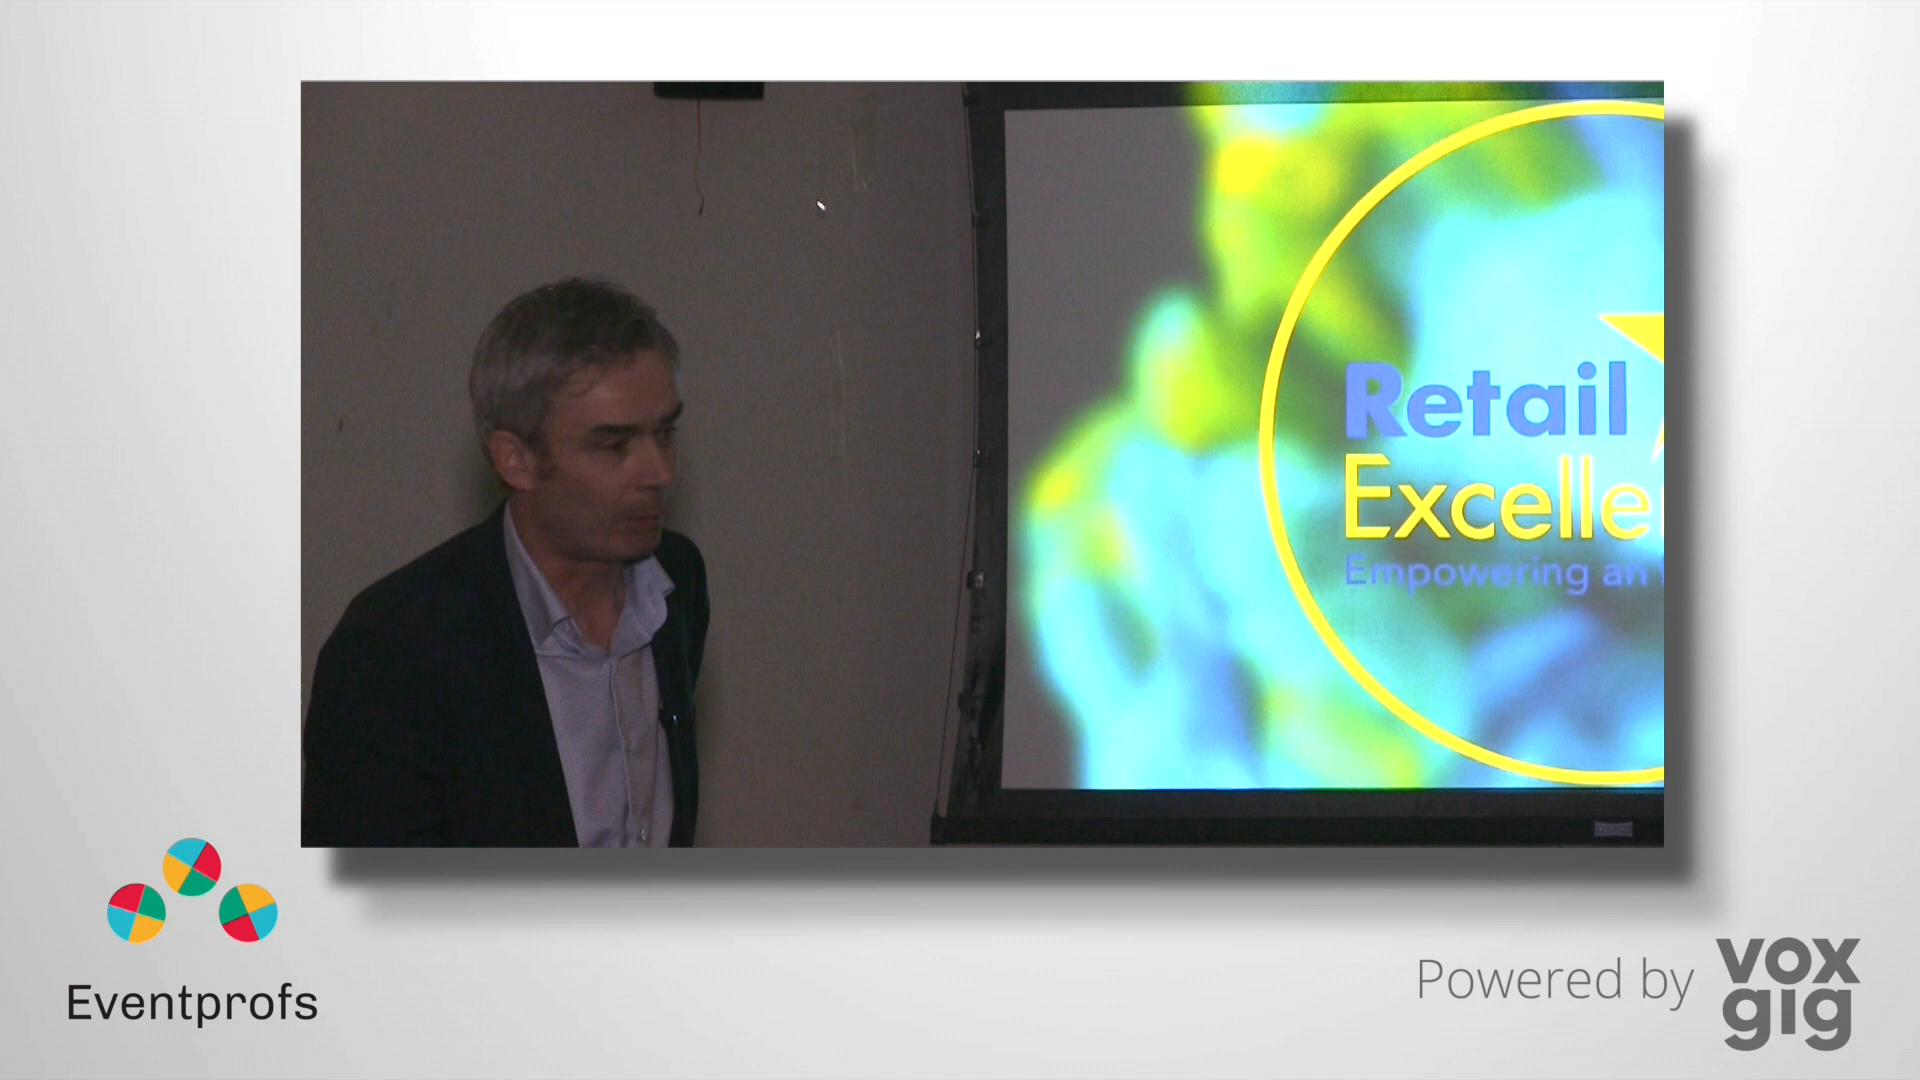 Retail
Excelle
Empowering an
Eventprofs
Powered by
vox
gig